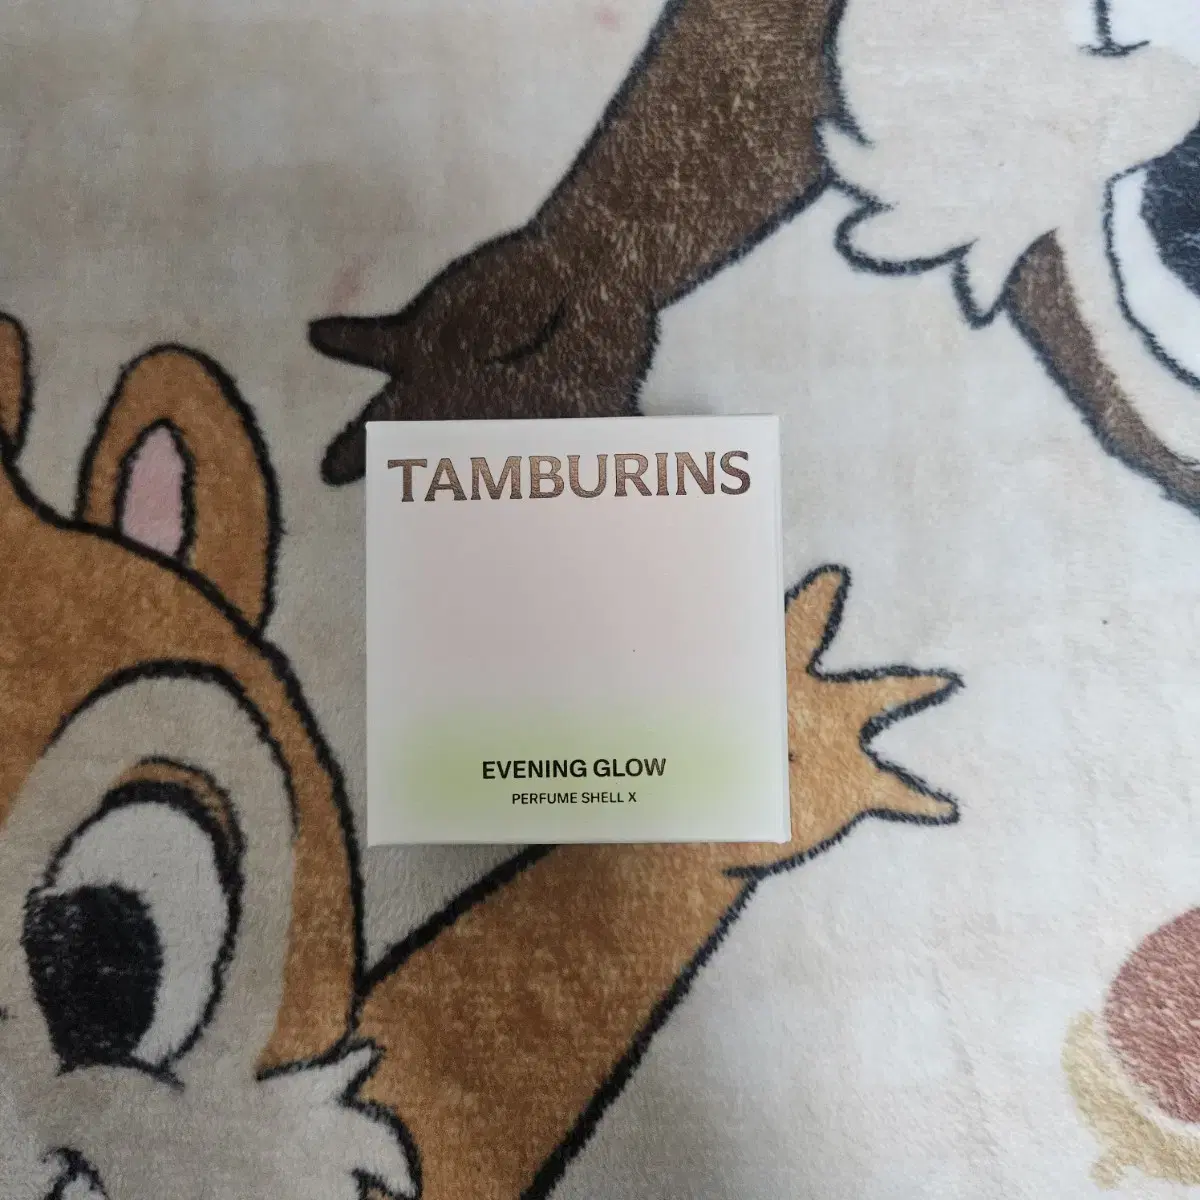 TAMBURINS
EVENING GLOW
PERFUME SHELL X